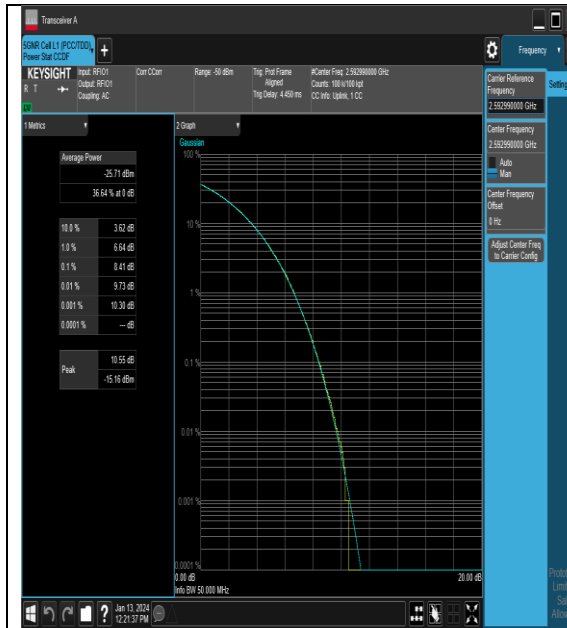 Transceiver A
5GNR Cell L1 (PCC/TDD),
Power Stat CCDF
Frequency
KEYSIGHT
R T
Input: RFIO1
Output: RFIO1
Coupling: AC
Corr CCorr
Range: -50 dBm
Trig: Prot Frame
Aligned
Trig Delay: 4.450 ms
#Center Freq: 2.592990000 GHz
Counts: 100 k/100 kpt
CC Info: Uplink, 1 CC
Carrier Reference
Frequency
2.592990000 GHz
Settings
Center Frequency
2.592990000 GHz
Auto
Man
Center Frequency
Offset
0 Hz
Adjust Center Freq
to Carrier Config
1 Metrics
Average Power
-25.71 dBm
36.64 % at 0 dB
10.0 % 3.62 dB
1.0 % 6.64 dB
0.1 % 8.41 dB
0.01 % 9.73 dB
0.001 % 10.30 dB
0.0001 % --- dB
Peak
10.55 dB
-15.16 dBm
2 Graph
Gaussian
100 %
10 %
1 %
0.1 %
0.01 %
0.001 %
0.0001 %
0.00 dB
20.00 dB
Info BW 50.000 MHz
Jan 13, 2024
12:21:37 PM